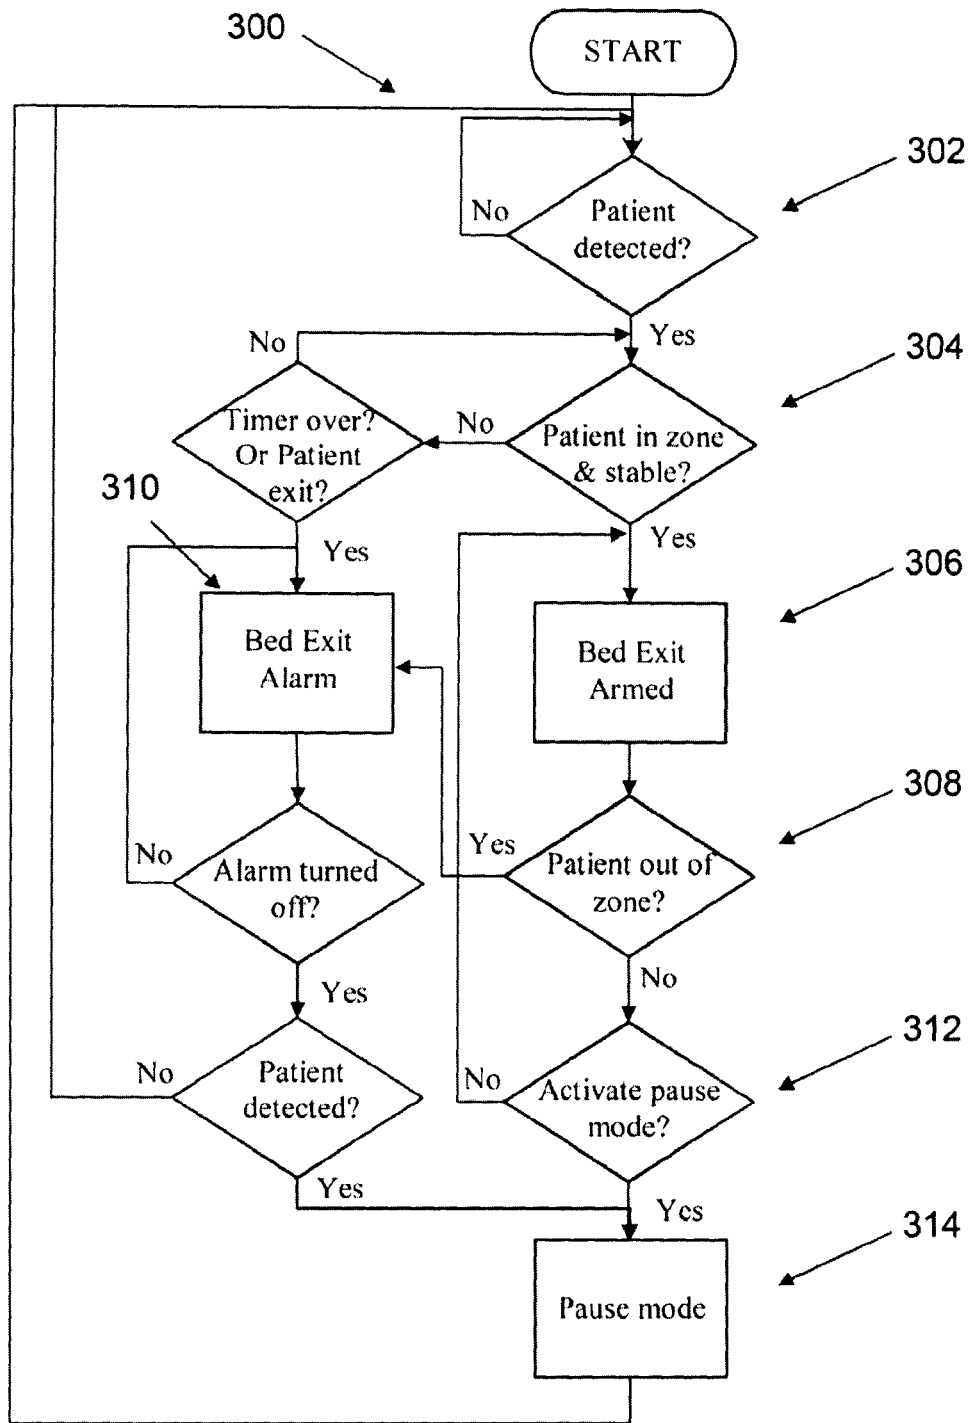 300
START
302
No
Patient
detected?
Yes
304
No
Timer over?
Or Patient
exit?
No
Patient in zone
& stable?
310
Yes
Yes
306
Bed Exit
Alarm
Bed Exit
Armed
308
No
Alarm turned
off?
Yes
Patient out of
zone?
Yes
No
312
No
Patient
detected?
No
Activate pause
mode?
Yes
Yes
314
Pause mode